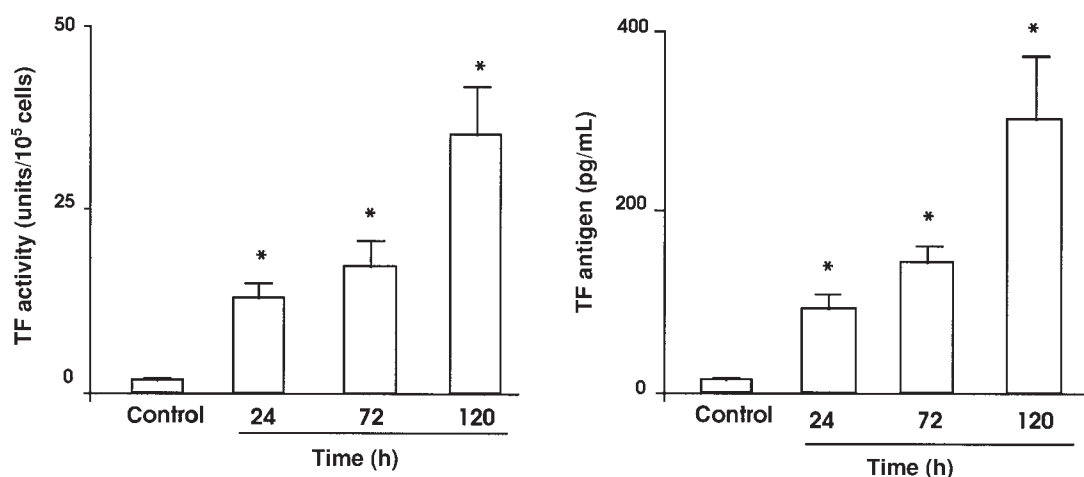 50
25
0
TF activity (units/10⁵ cells)
*
*
*
Control 24 72 120
Time (h)
400
200
0
TF antigen (pg/mL)
*
*
*
Control 24 72 120
Time (h)